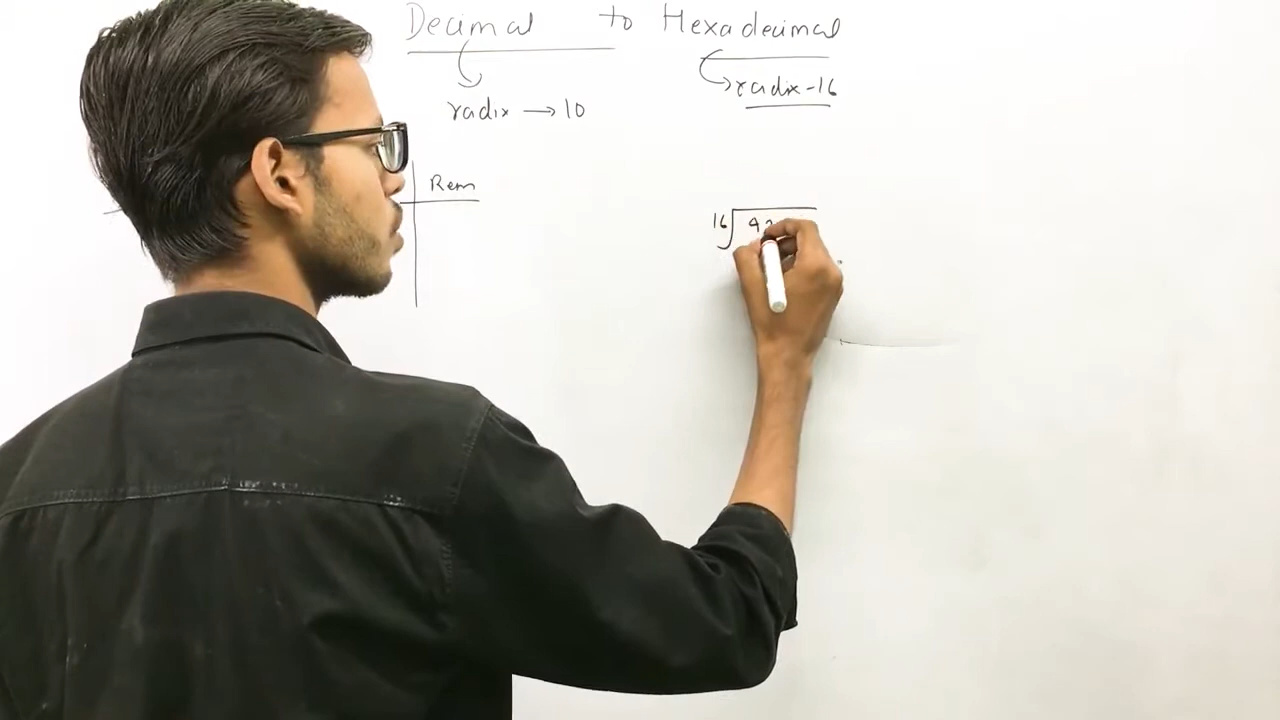 Decimal to Hexadecimal
radix → 10
radix - 16
Rem
16